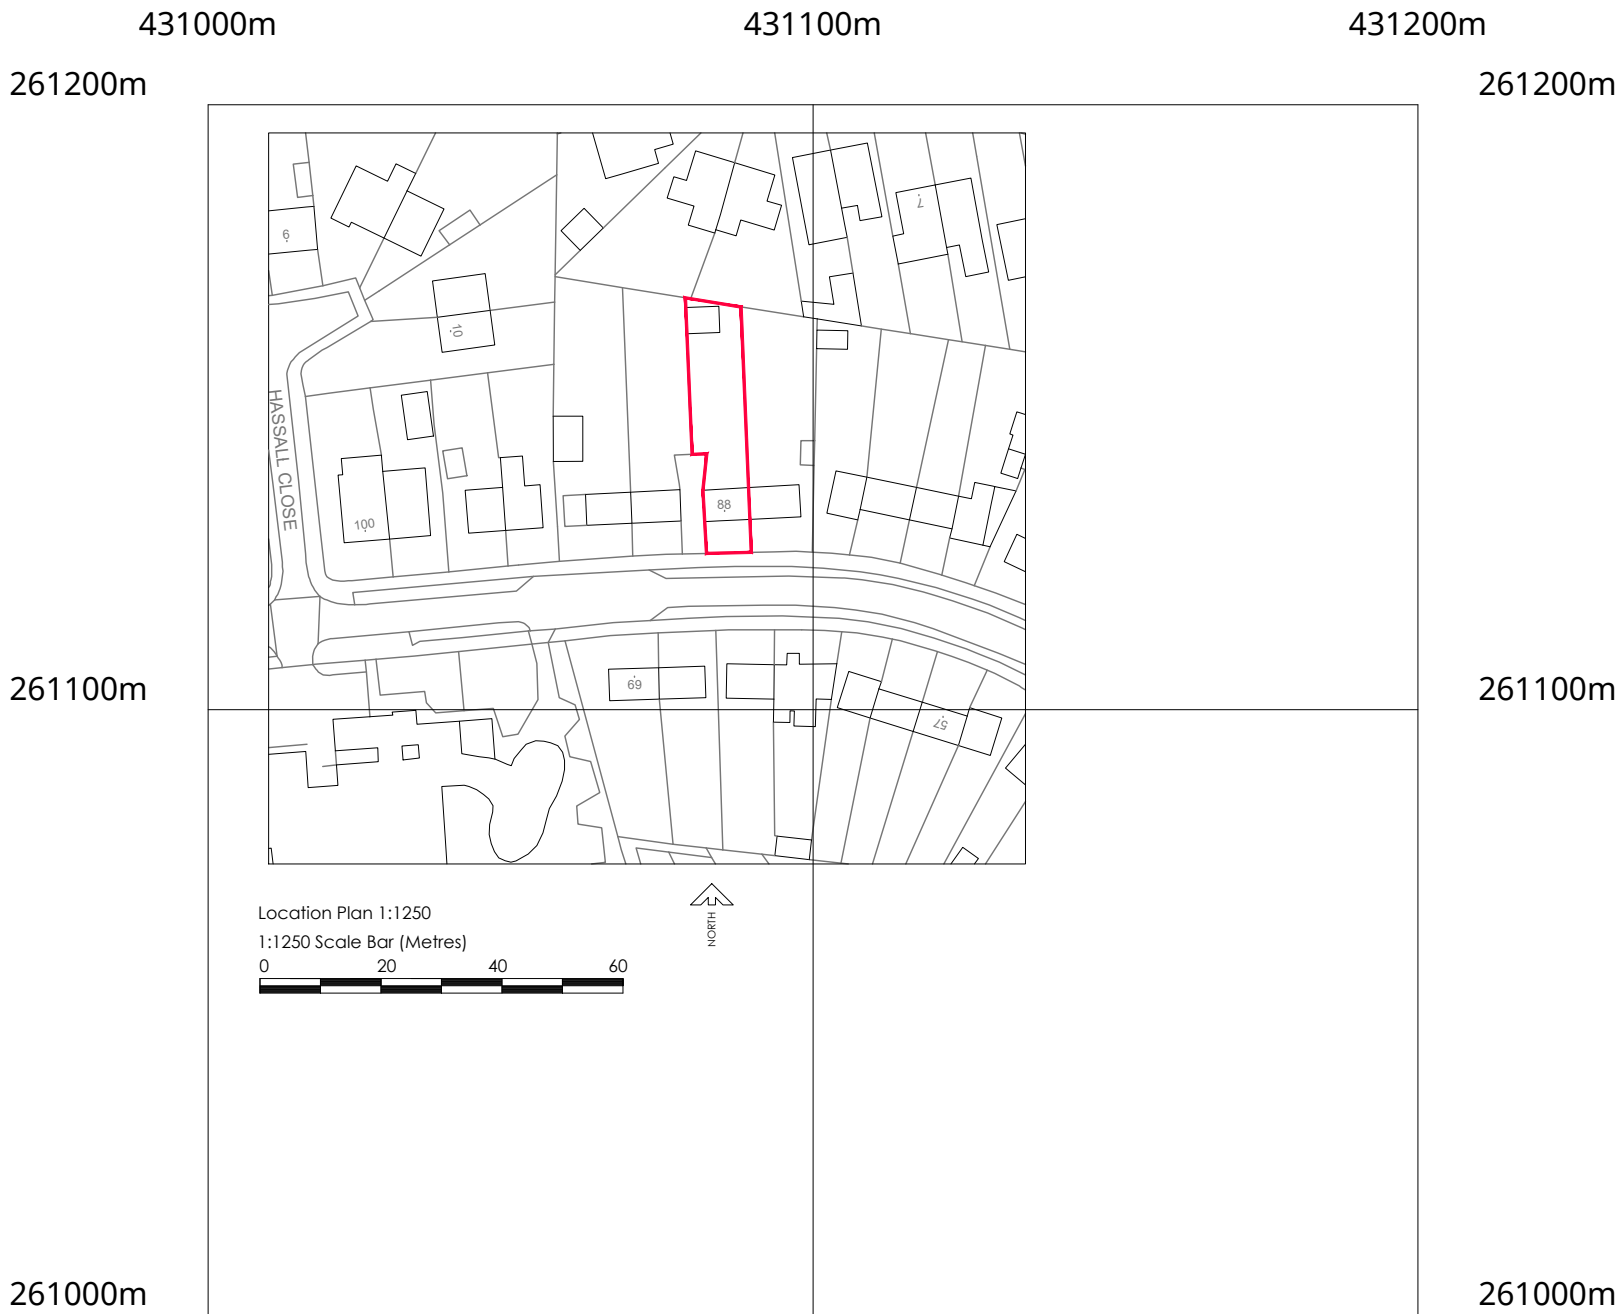 431000m 431100m 431200m
261200m 261200m
7
9
10
HASSALL CLOSE
88
100
69
57
261100m 261100m
Location Plan 1:1250
1:1250 Scale Bar (Metres)
0 20 40 60
NORTH
261000m 261000m